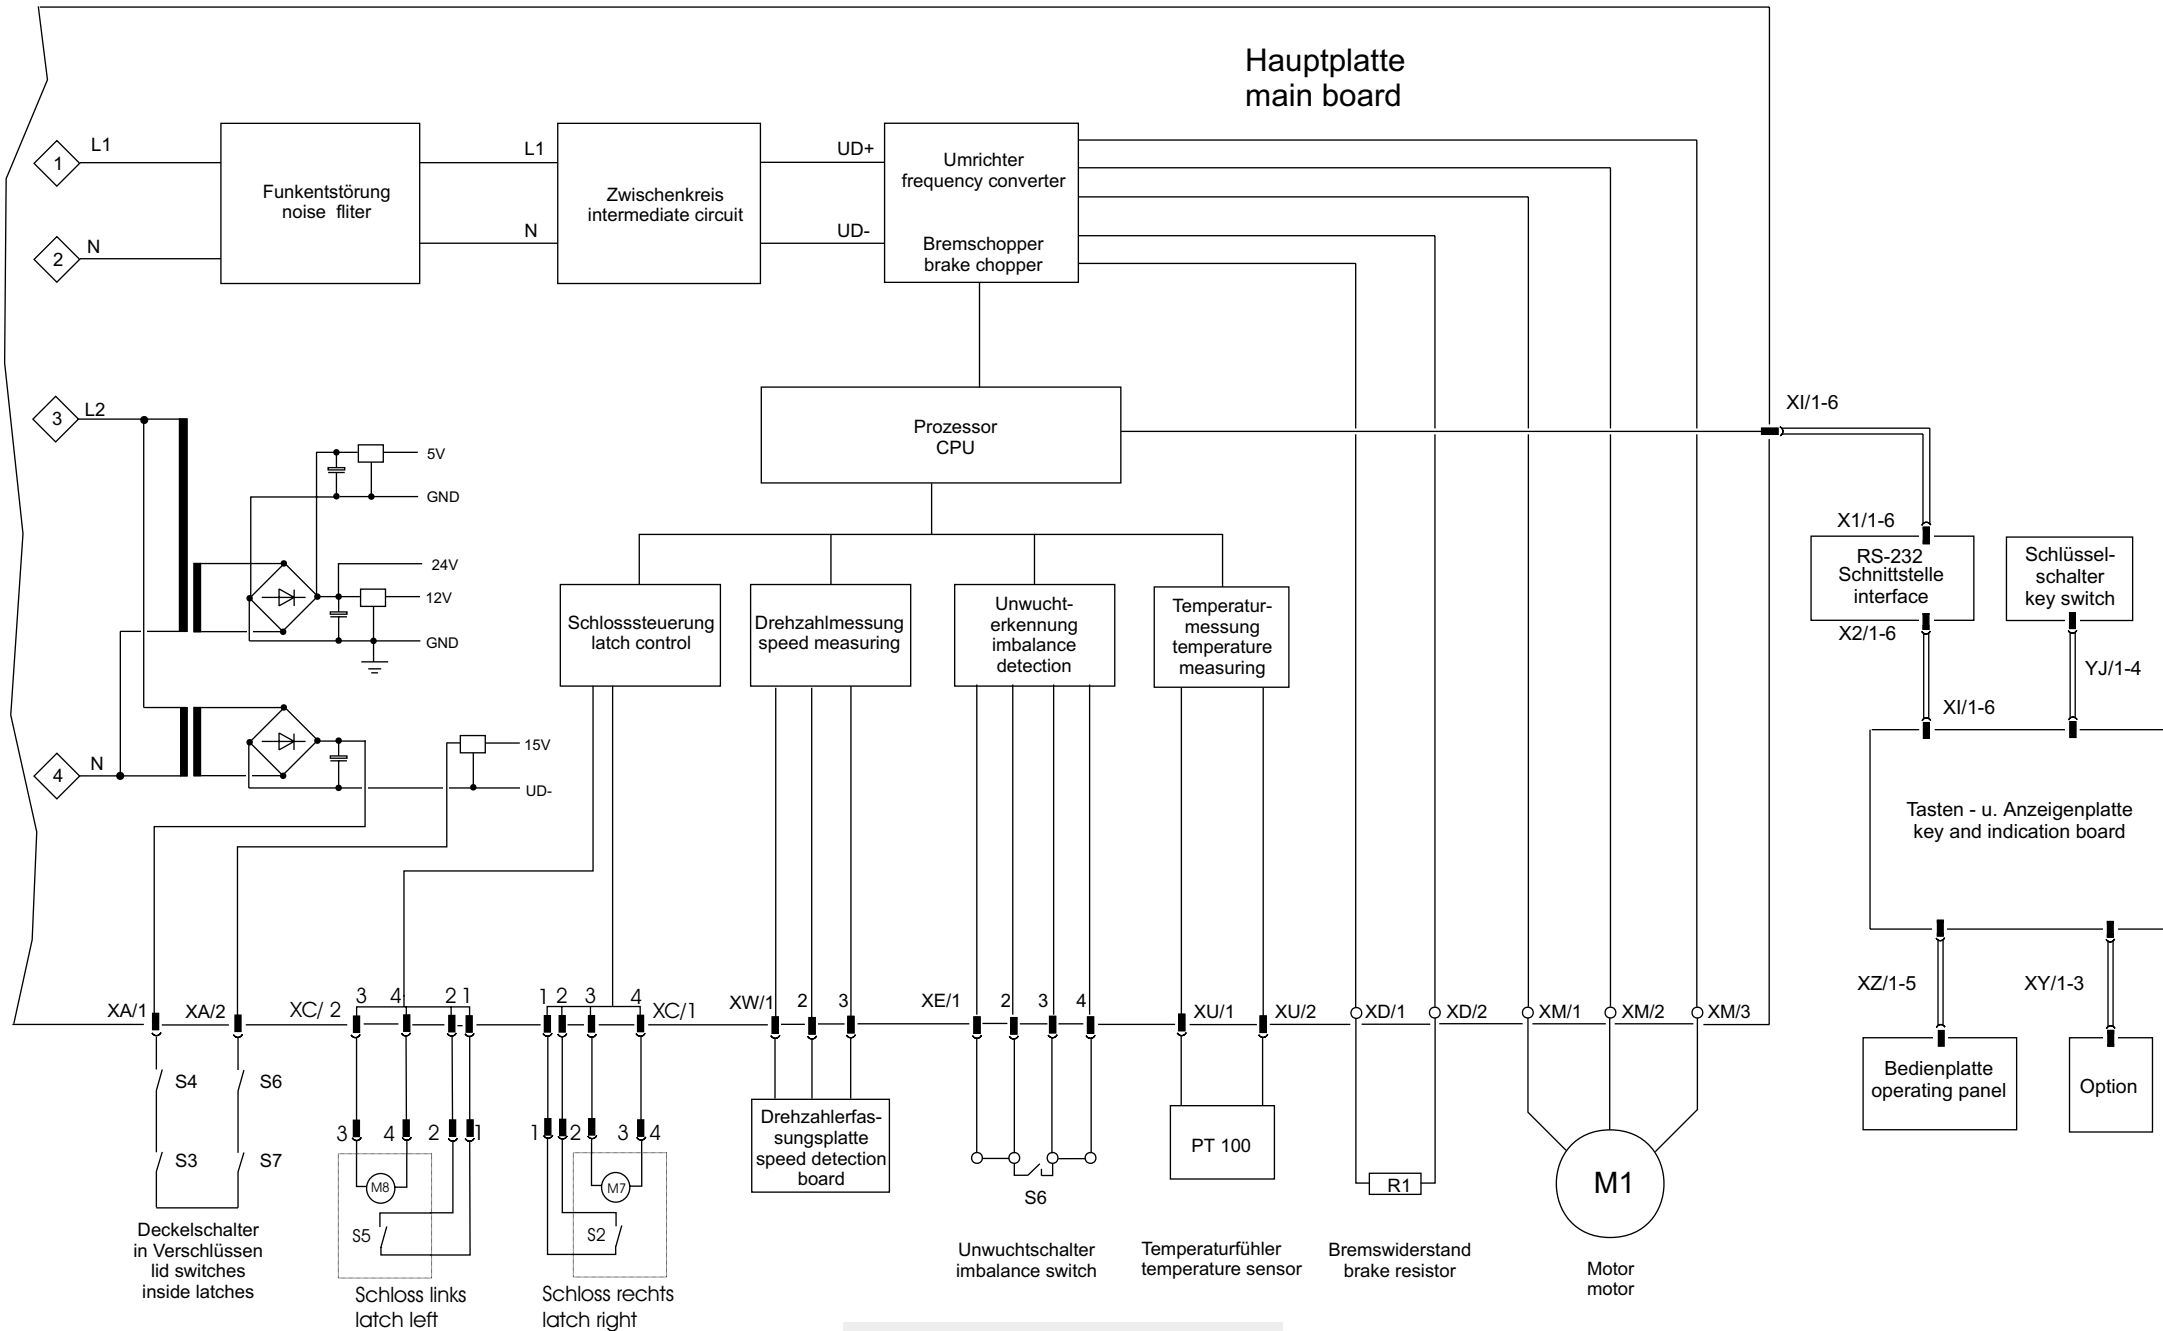 Hauptplatte
main board
1
L1
2
N
Funkentstörung
noise fliter
L1
N
Zwischenkreis
intermediate circuit
UD+
UD-
Umrichter
frequency converter
Bremschopper
brake chopper
3
L2
4
N
5V
GND
24V
12V
GND
15V
UD-
Prozessor
CPU
XI/1-6
Schlosssteuerung
latch control
Drehzahlmessung
speed measuring
Unwucht-
erkennung
imbalance
detection
Temperatur-
messung
temperature
measuring
X1/1-6
RS-232
Schnittstelle
interface
X2/1-6
Schlüssel-
schalter
key switch
YJ/1-4
XI/1-6
Tasten - u. Anzeigenplatte
key and indication board
XZ/1-5
XY/1-3
Bedienplatte
operating panel
Option
XA/1
XA/2
XC/ 2
3
4
2
1
1
2
3
4
XC/1
XW/1
2
3
XE/1
2
3
4
XU/1
XU/2
XD/1
XD/2
XM/1
XM/2
XM/3
S4
S6
S3
S7
Deckelschalter
in Verschlüssen
lid switches
inside latches
3
4
2
1
M8
S5
Schloss links
latch left
1
2
3
4
M7
S2
Schloss rechts
latch right
Drehzahlerfas-
sungsplatte
speed detection
board
S6
Unwuchtschalter
imbalance switch
PT 100
Temperaturfühler
temperature sensor
R1
Bremswiderstand
brake resistor
M1
Motor
motor